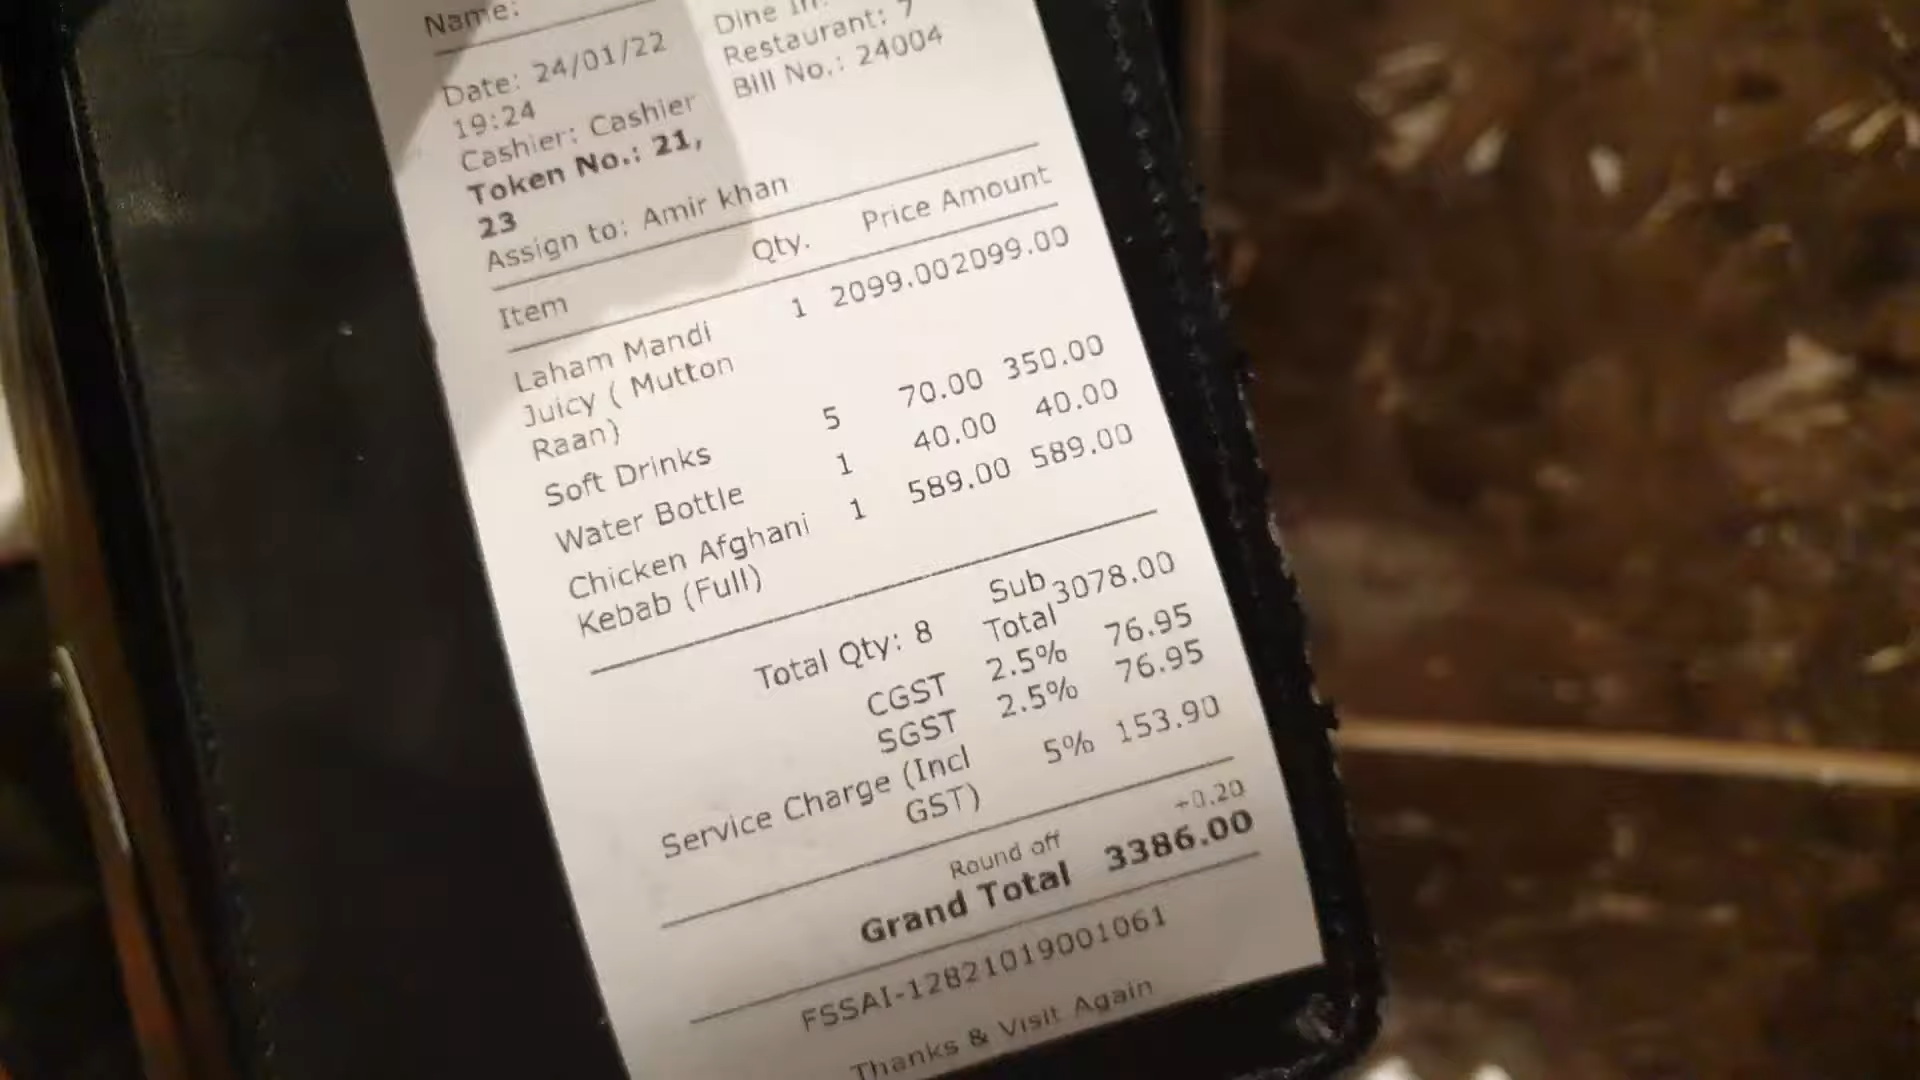 Name:
Date: 24/01/22
19:24
Dine In:
Restaurant: 7
Bill No.: 24004
Cashier: Cashier
Token No.: 21,
23
Assign to: Amir khan
Item Qty. Price Amount
Laham Mandi 1 2099.00 2099.00
Juicy ( Mutton
Raan)
Soft Drinks 5 70.00 350.00
Water Bottle 1 40.00 40.00
Chicken Afghani 1 589.00 589.00
Kebab (Full)
Total Qty: 8 Sub Total 3078.00
CGST 2.5% 76.95
SGST 2.5% 76.95
Service Charge (Incl GST) 5% 153.90
Round off +0.20
Grand Total 3386.00
FSSAI-12821019001061
Thanks & Visit Again